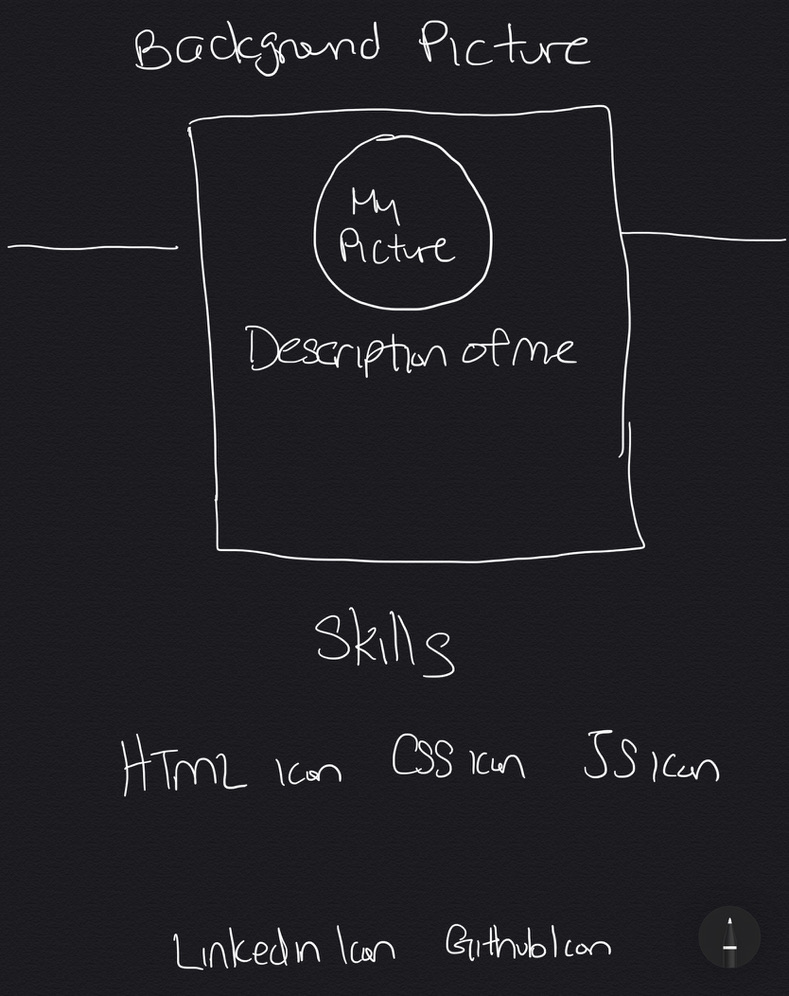 Background Picture
My
Picture
Description of me
Skills
HTML Icon CSS icon JS Icon
LinkedIn Icon Github Icon